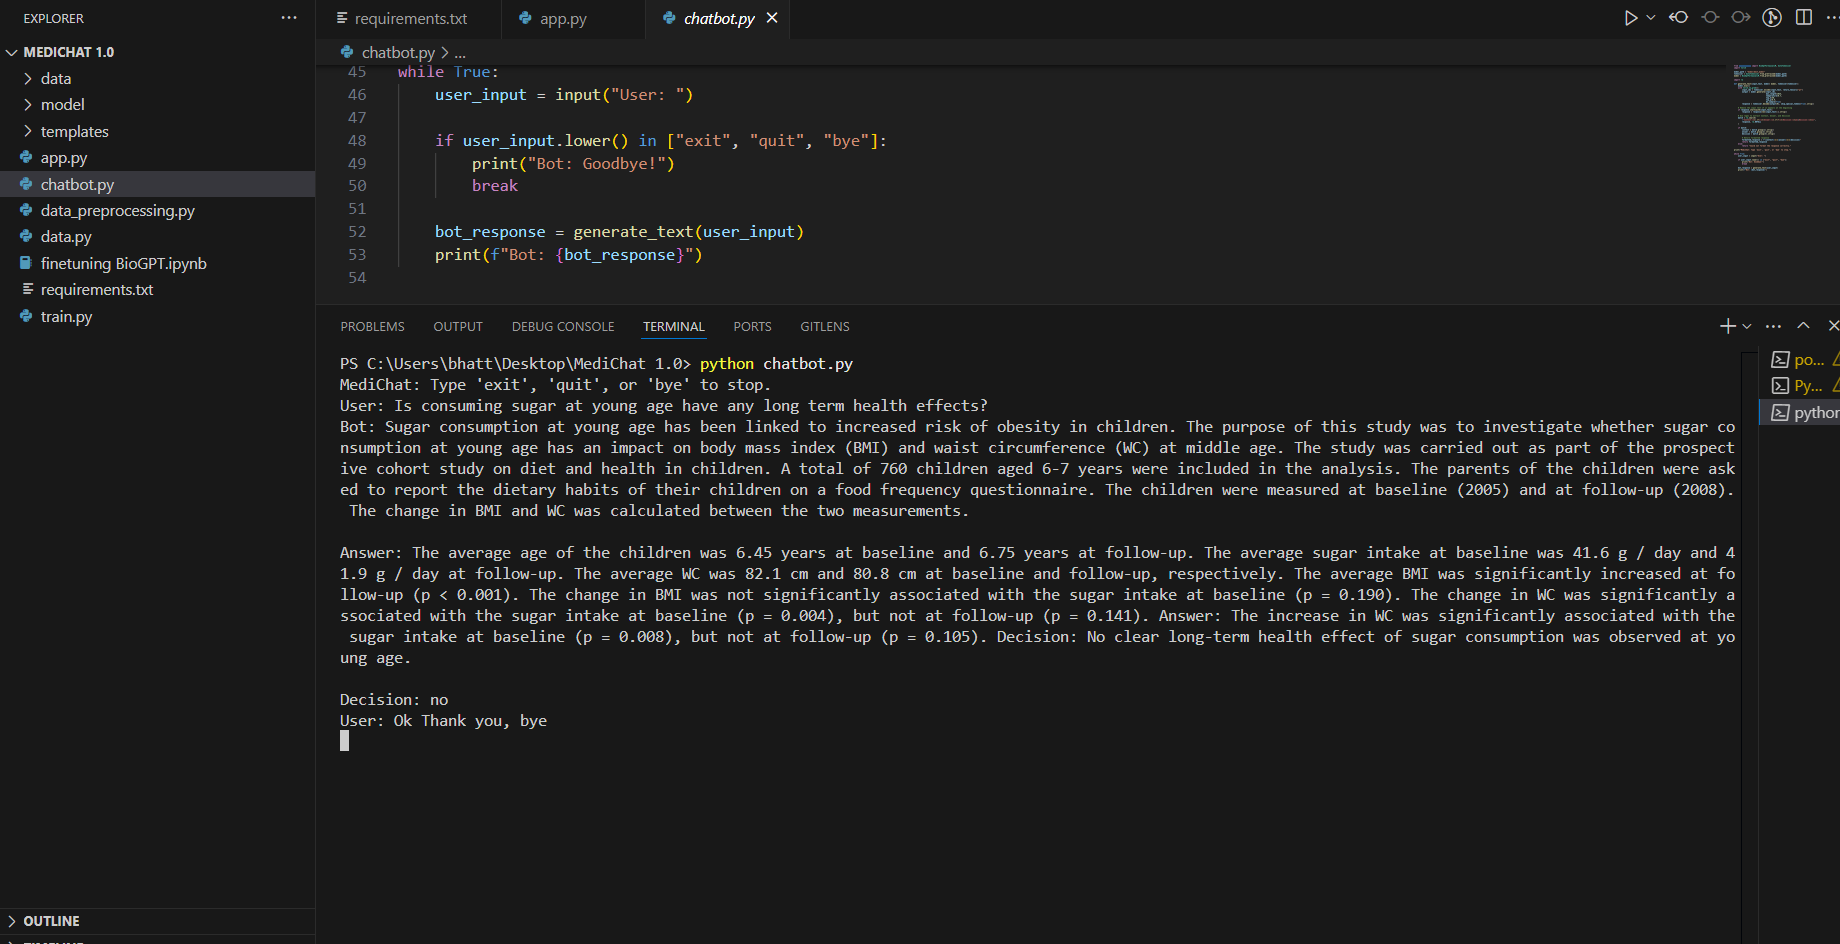 EXPLORER
MEDICHAT 1.0
data
model
templates
app.py
chatbot.py
data_preprocessing.py
data.py
finetuning BioGPT.ipynb
requirements.txt
train.py
OUTLINE
requirements.txt
app.py
chatbot.py
chatbot.py > ...
45 while True:
46 user_input = input("User: ")
47
48 if user_input.lower() in ["exit", "quit", "bye"]:
49 print("Bot: Goodbye!")
50 break
51
52 bot_response = generate_text(user_input)
53 print(f"Bot: {bot_response}")
54
PROBLEMS OUTPUT DEBUG CONSOLE TERMINAL PORTS GITLENS
PS C:\Users\bhatt\Desktop\MediChat 1.0> python chatbot.py
MediChat: Type 'exit', 'quit', or 'bye' to stop.
User: Is consuming sugar at young age have any long term health effects?
Bot: Sugar consumption at young age has been linked to increased risk of obesity in children. The purpose of this study was to investigate whether sugar co
nsumption at young age has an impact on body mass index (BMI) and waist circumference (WC) at middle age. The study was carried out as part of the prospect
ive cohort study on diet and health in children. A total of 760 children aged 6-7 years were included in the analysis. The parents of the children were ask
ed to report the dietary habits of their children on a food frequency questionnaire. The children were measured at baseline (2005) and at follow-up (2008).
The change in BMI and WC was calculated between the two measurements.
Answer: The average age of the children was 6.45 years at baseline and 6.75 years at follow-up. The average sugar intake at baseline was 41.6 g / day and 4
1.9 g / day at follow-up. The average WC was 82.1 cm and 80.8 cm at baseline and follow-up, respectively. The average BMI was significantly increased at fo
llow-up (p < 0.001). The change in BMI was not significantly associated with the sugar intake at baseline (p = 0.190). The change in WC was significantly a
ssociated with the sugar intake at baseline (p = 0.004), but not at follow-up (p = 0.141). Answer: The increase in WC was significantly associated with the
sugar intake at baseline (p = 0.008), but not at follow-up (p = 0.105). Decision: No clear long-term health effect of sugar consumption was observed at yo
ung age.
Decision: no
User: Ok Thank you, bye
po...
Py...
python